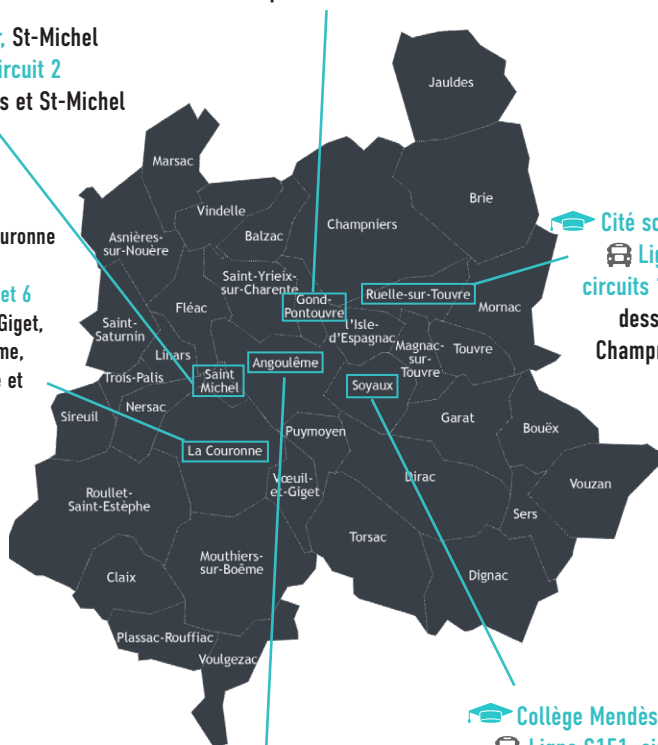 r, St-Michel
ircuit 2
s et St-Michel
uronne
et 6
Giget,
me,
e et
Jauldes
Marsac
Brie
Vindelle
Champniers
Balzac
Asnières-
sur-Nouère
Saint-Yrieix-
sur-Charente
Gond-
Pontouvre
Ruelle-sur-Touvre
Mornac
Fléac
l'Isle-
d'Espagnac
Saint-
Saturnin
Magnac-
sur-
Touvre
Touvre
Linars
Angoulême
Trois-Palis
Saint
Michel
Soyaux
Nersac
Sireuil
Garat
Bouëx
Puymoyen
La Couronne
Vœuil-
et-Giget
Dirac
Vouzan
Roullet-
Saint-Estèphe
Sers
Torsac
Mouthiers-
sur-Boême
Claix
Dignac
Plassac-Rouffiac
Voulgezac
Cité sc
Lig
circuits
dess
Champn
Collège Mendès